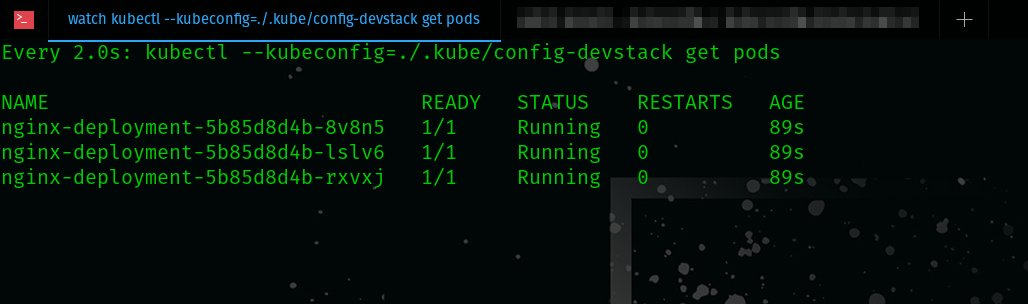 watch kubectl --kubeconfig=./.kube/config-devstack get pods
Every 2.0s: kubectl --kubeconfig=./.kube/config-devstack get pods
NAME READY STATUS RESTARTS AGE
nginx-deployment-5b85d8d4b-8v8n5 1/1 Running 0 89s
nginx-deployment-5b85d8d4b-lslv6 1/1 Running 0 89s
nginx-deployment-5b85d8d4b-rxvxj 1/1 Running 0 89s